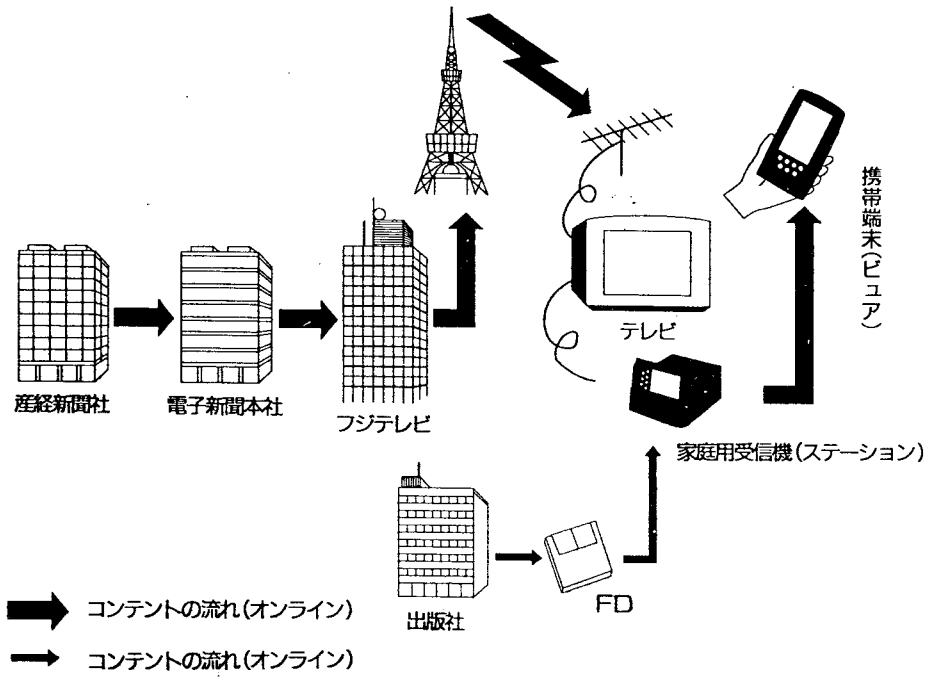 産経新聞社
電子新聞本社
フジテレビ
テレビ
携帯端末(ビュア)
家庭用受信機(ステーション)
出版社
FD
コンテントの流れ(オンライン)
コンテントの流れ(オンライン)